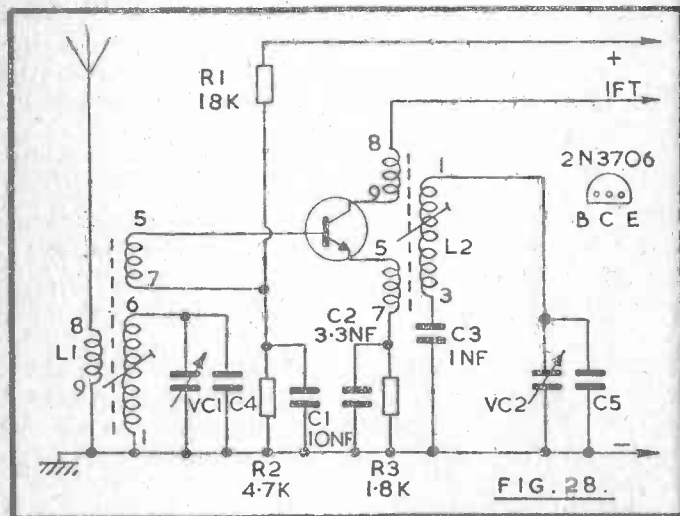 R1
18K
+
IFT
8
9
1
2N3706
B C E
5
7
6
5
7
L2
3
8
L1
9
1
VC1
C4
C2
3.3NF
C3
1NF
C1
10NF
VC2
C5
−
R2
4.7K
R3
1.8K
FIG. 28.